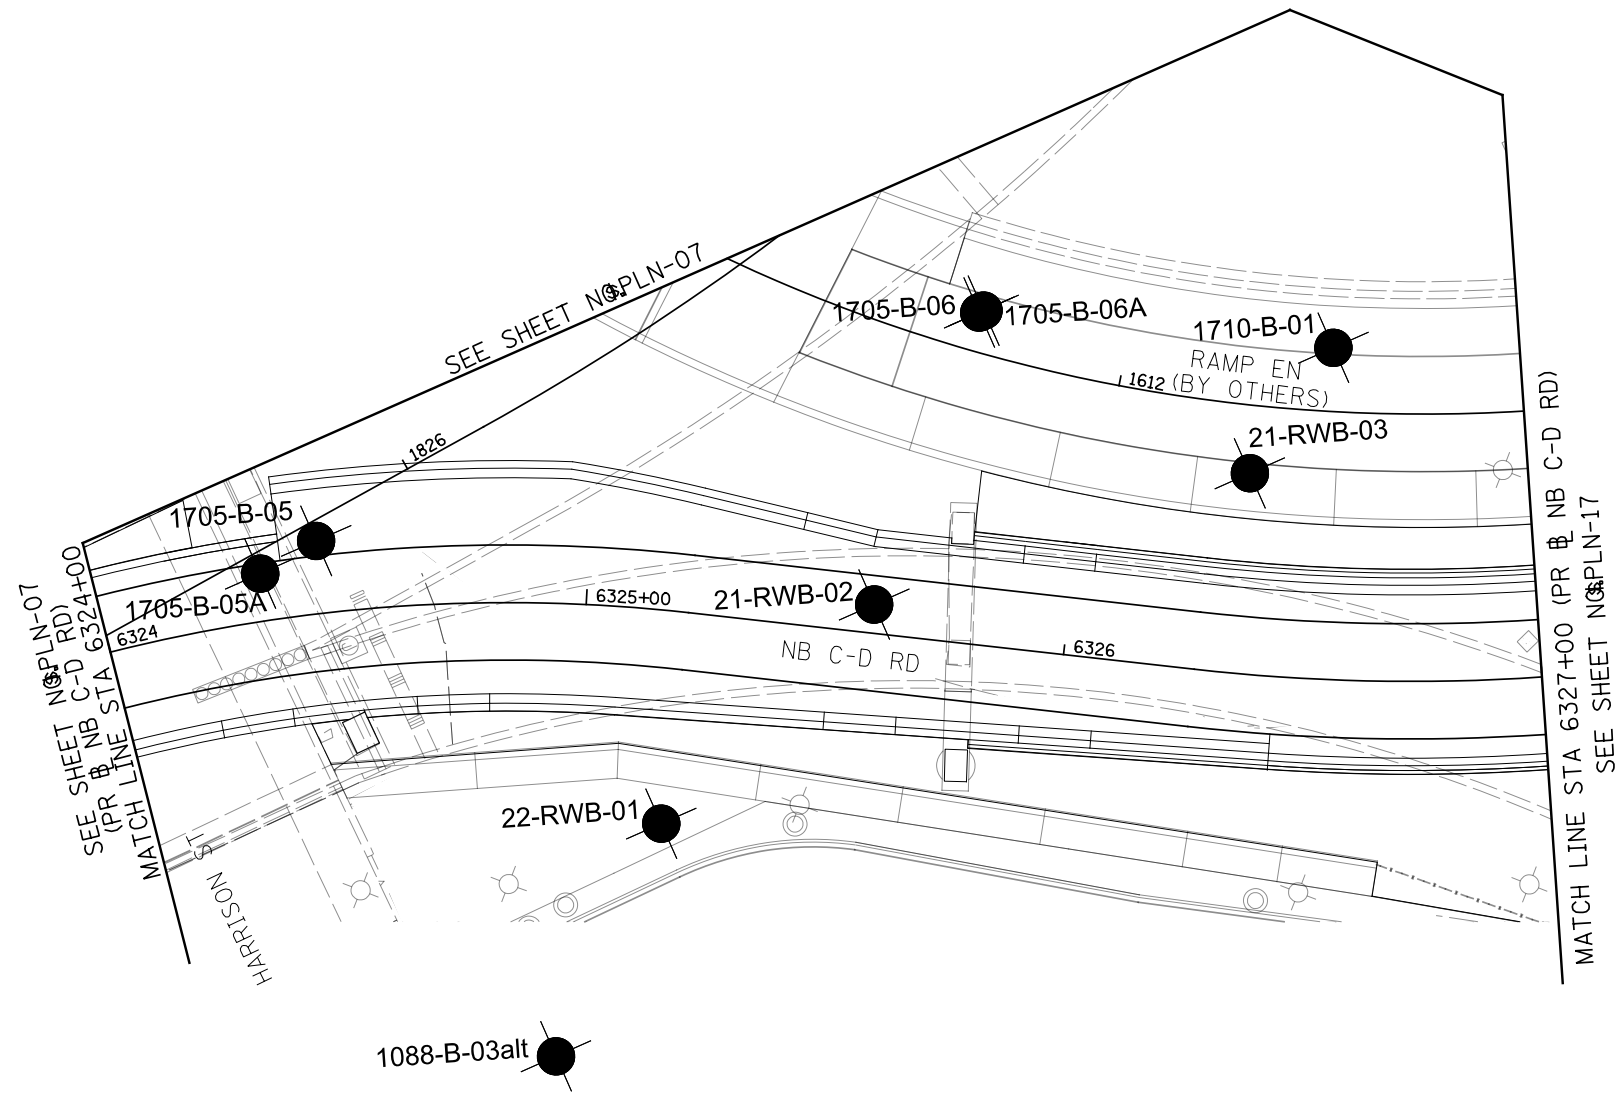 SEE SHEET NO. PLN-07
1705-B-06
1705-B-06A
1710-B-01
RAMP EN
(BY OTHERS)
1612
21-RWB-03
1826
1705-B-05
1705-B-05A
6324
6325+00
21-RWB-02
NB C-D RD
6326
22-RWB-01
HARRISON ST
1088-B-03alt
SEE SHEET NO. PLN-07
(PR B NB C-D RD)
MATCH LINE STA 6324+00
MATCH LINE STA 6327+00 (PR B NB C-D RD)
SEE SHEET NO. PLN-17